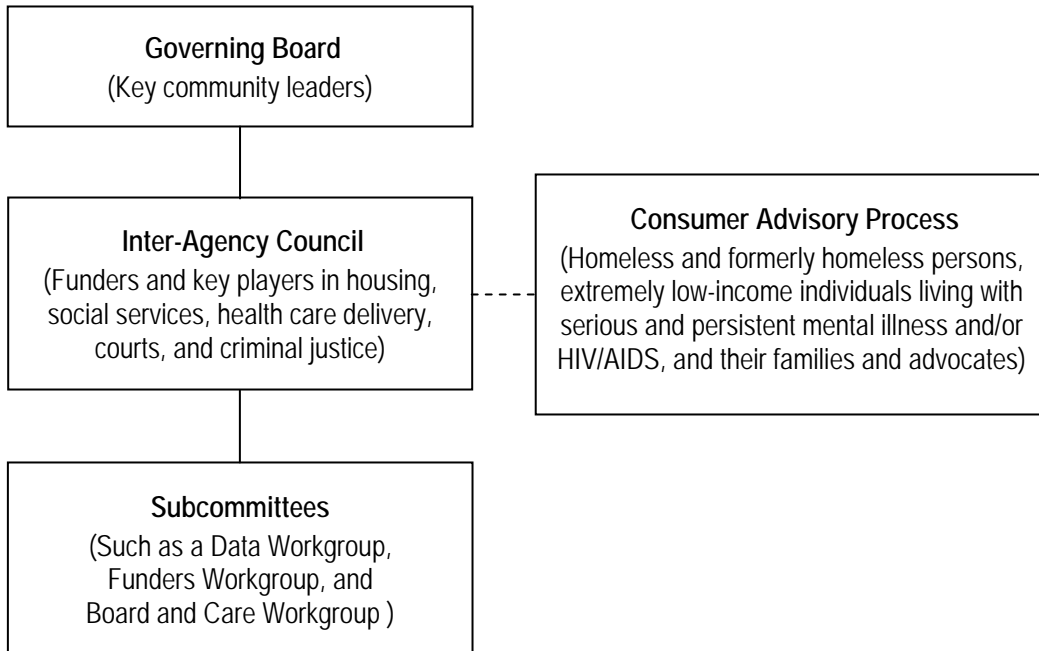 Governing Board
(Key community leaders)
Inter-Agency Council
(Funders and key players in housing,
social services, health care delivery,
courts, and criminal justice)
Consumer Advisory Process
(Homeless and formerly homeless persons,
extremely low-income individuals living with
serious and persistent mental illness and/or
HIV/AIDS, and their families and advocates)
Subcommittees
(Such as a Data Workgroup,
Funders Workgroup, and
Board and Care Workgroup )